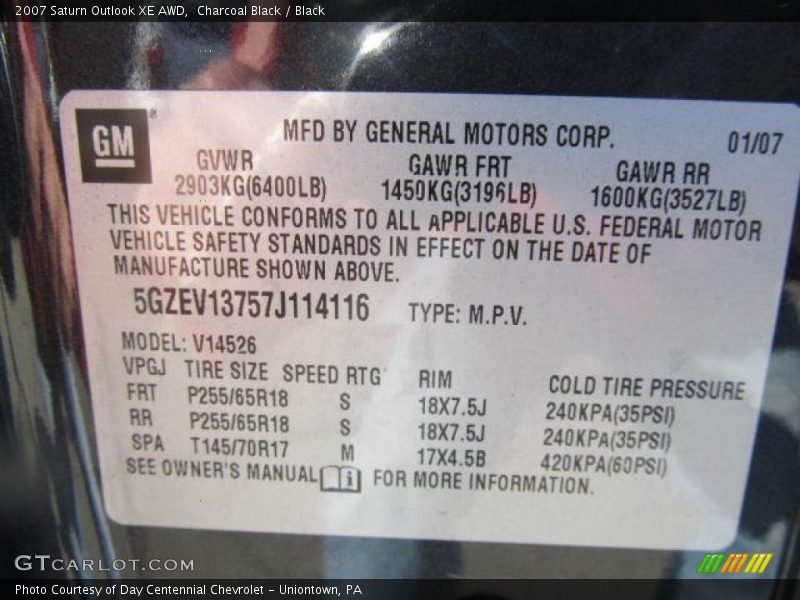 2007 Saturn Outlook XE AWD, Charcoal Black / Black
GM ®
MFD BY GENERAL MOTORS CORP. 01/07
GVWR GAWR FRT GAWR RR
2903KG(6400LB) 1450KG(3196LB) 1600KG(3527LB)
THIS VEHICLE CONFORMS TO ALL APPLICABLE U.S. FEDERAL MOTOR
VEHICLE SAFETY STANDARDS IN EFFECT ON THE DATE OF
MANUFACTURE SHOWN ABOVE.
5GZEV13757J114116 TYPE: M.P.V.
MODEL: V14526
VPGJ TIRE SIZE SPEED RTG RIM COLD TIRE PRESSURE
FRT P255/65R18 S 18X7.5J 240KPA(35PSI)
RR P255/65R18 S 18X7.5J 240KPA(35PSI)
SPA T145/70R17 M 17X4.5B 420KPA(60PSI)
SEE OWNER'S MANUAL i FOR MORE INFORMATION.
GTCARLOT.COM
Photo Courtesy of Day Centennial Chevrolet - Uniontown, PA